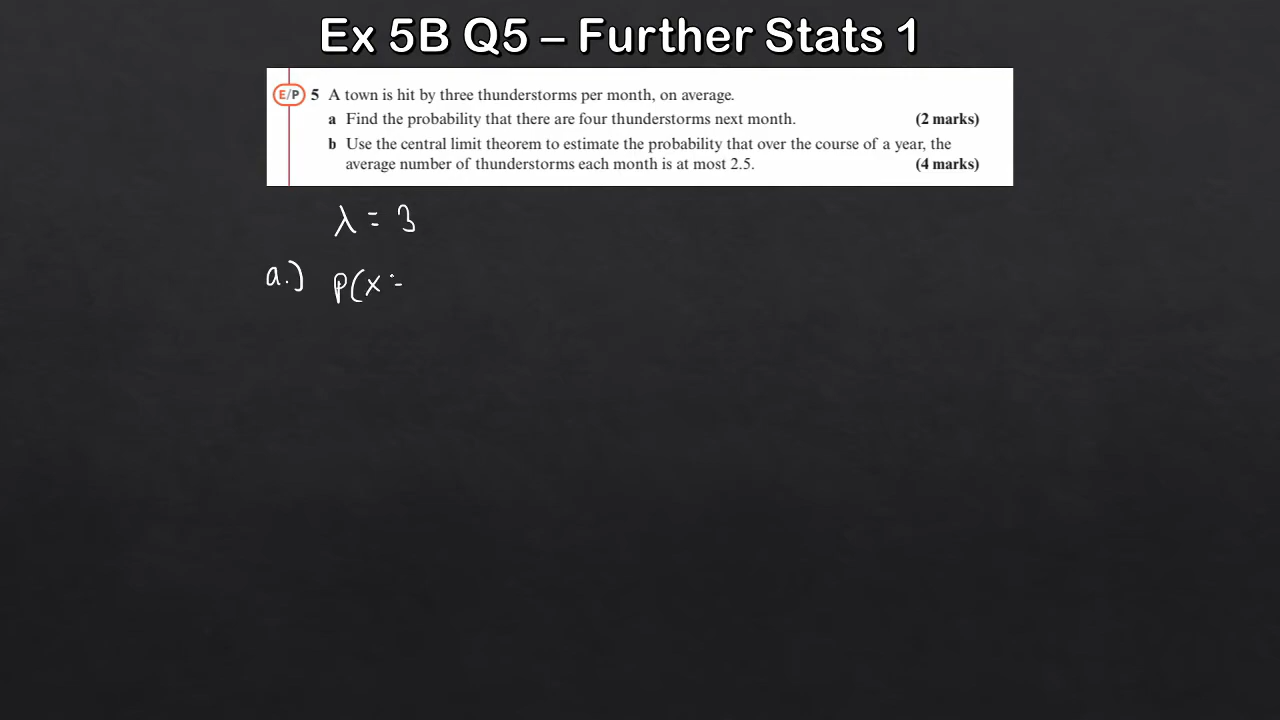 Ex 5B Q5 – Further Stats 1
E/P 5 A town is hit by three thunderstorms per month, on average.
a Find the probability that there are four thunderstorms next month. (2 marks)
b Use the central limit theorem to estimate the probability that over the course of a year, the
average number of thunderstorms each month is at most 2.5. (4 marks)
λ = 3
a.) P(x =